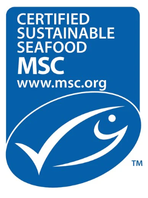 CERTIFIED
SUSTAINABLE
SEAFOOD
MSC
www.msc.org
TM